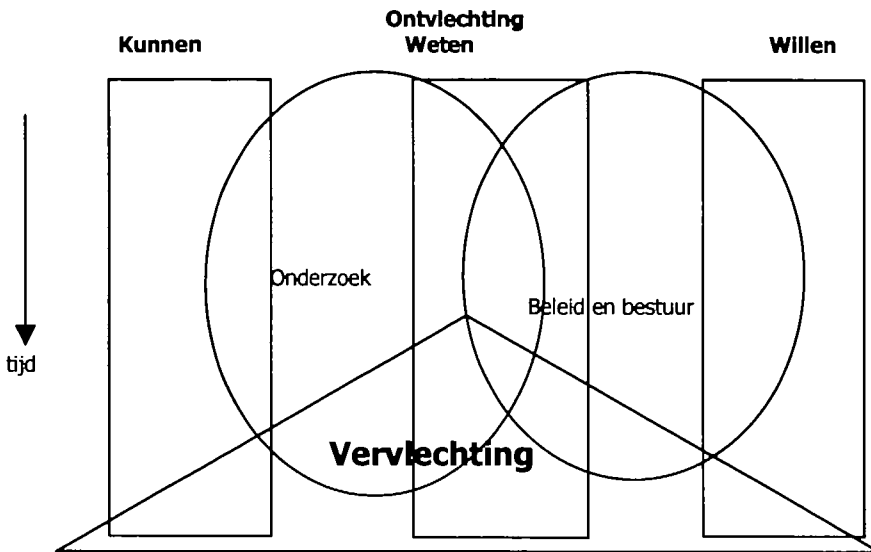 Ontvlechting
Kunnen Weten Willen
Onderzoek
Beleid en bestuur
tijd
Vervlechting